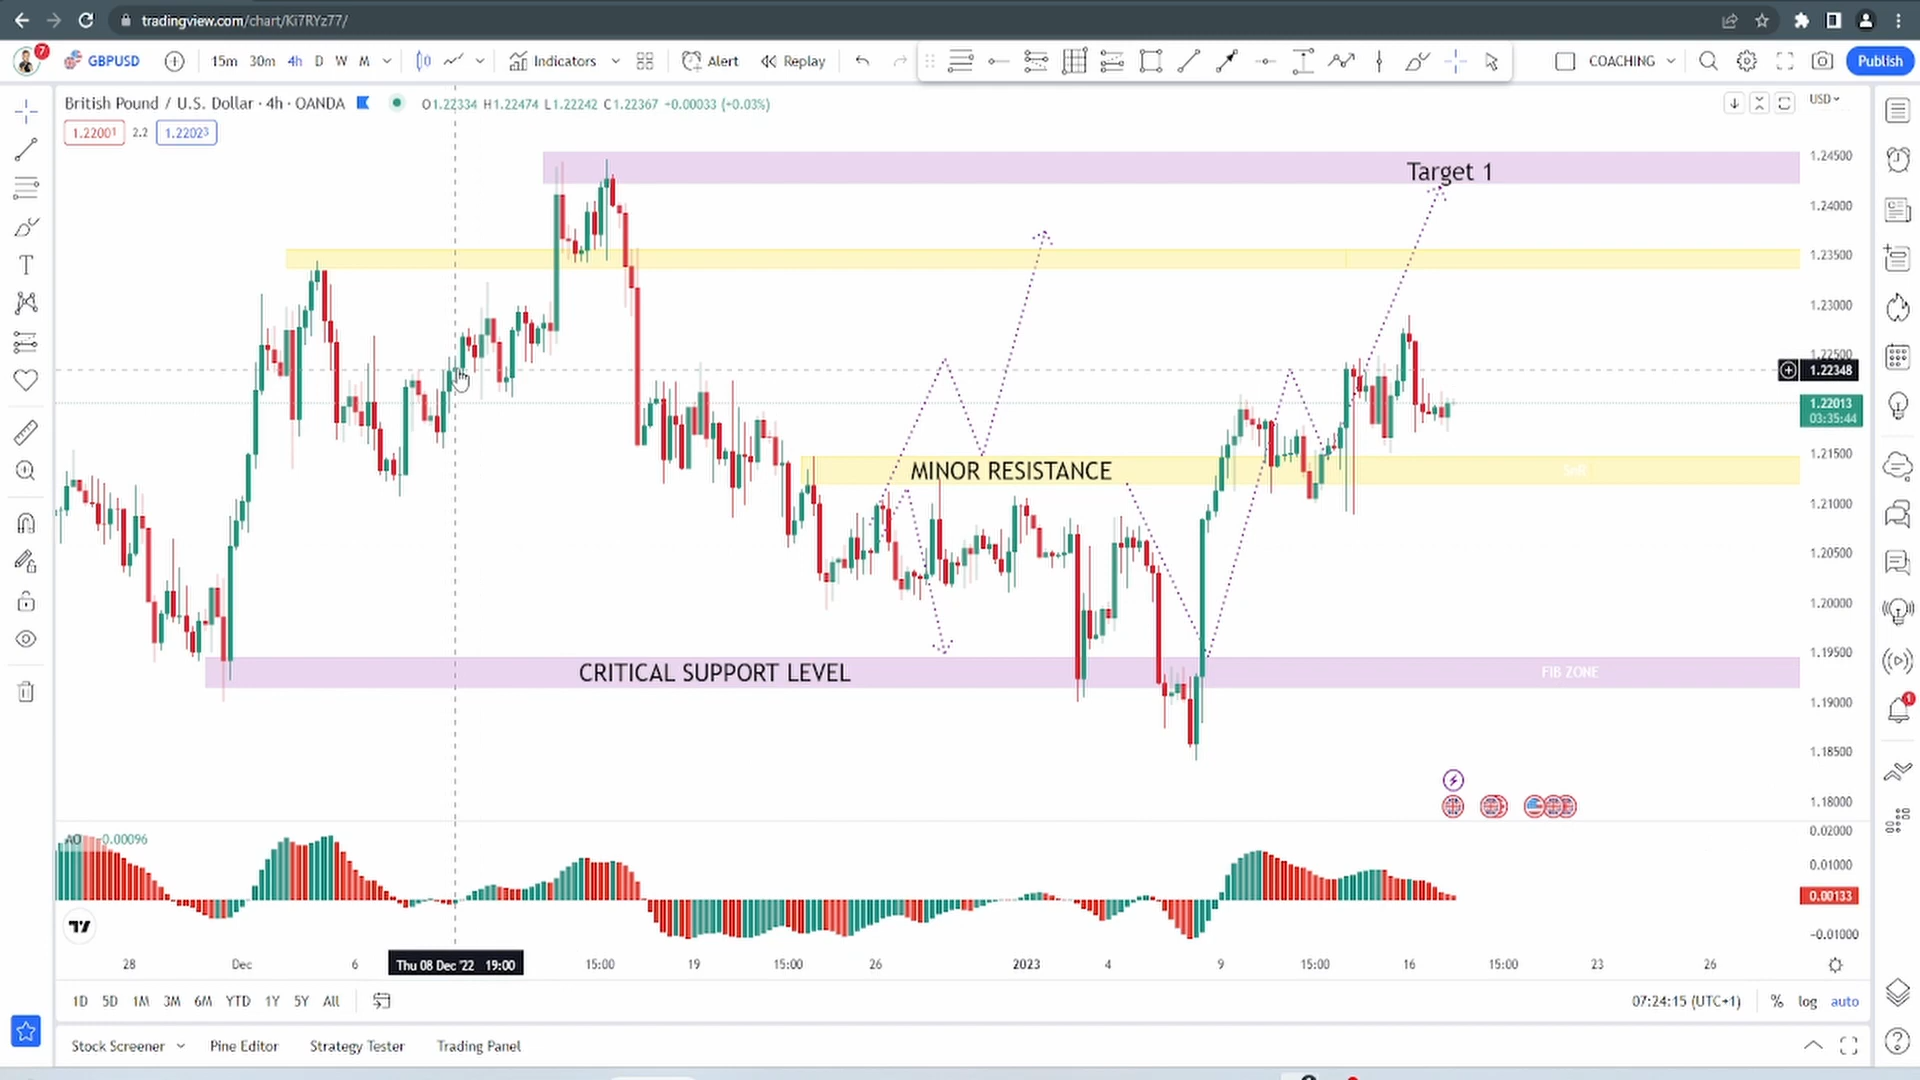 tradingview.com/chart/Ki7RYz77/
7
GBPUSD
15m 30m 4h D W M
Indicators
Alert
Replay
COACHING
Publish
British Pound / U.S. Dollar · 4h · OANDA
O1.22334 H1.22474 L1.22242 C1.22367 +0.00033 (+0.03%)
USD
1.22001 2.2 1.22023
Target 1
1.24500
1.24000
1.23500
1.23000
1.22500
1.22348
1.22013
03:35:44
1.21500
MINOR RESISTANCE
SnR
1.21000
1.20500
1.20000
1.19500
CRITICAL SUPPORT LEVEL
FIB ZONE
1.19000
1
1.18500
1.18000
AO −0.00096
0.02000
0.01000
0.00133
−0.01000
28 Dec 6 Thu 08 Dec '22 19:00 15:00 19 15:00 26 2023 4 9 15:00 16 15:00 23 26
1D 5D 1M 3M 6M YTD 1Y 5Y All
07:24:15 (UTC+1) % log auto
Stock Screener Pine Editor Strategy Tester Trading Panel